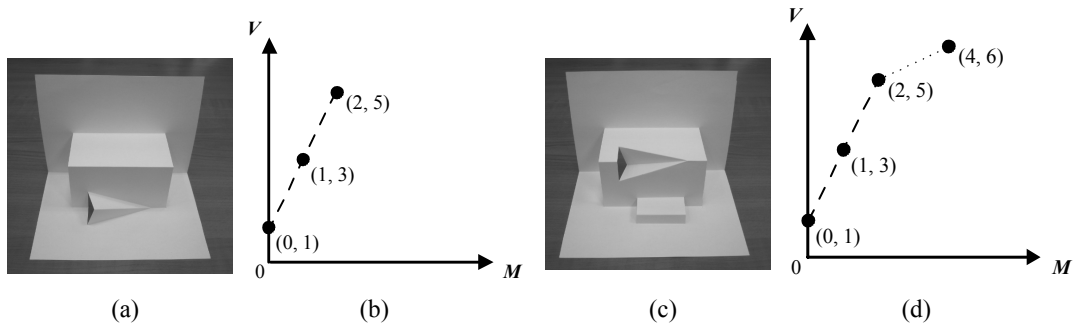 V
(2, 5)
(1, 3)
(0, 1)
0
M
V
(4, 6)
(2, 5)
(1, 3)
(0, 1)
0
M
(a)
(b)
(c)
(d)